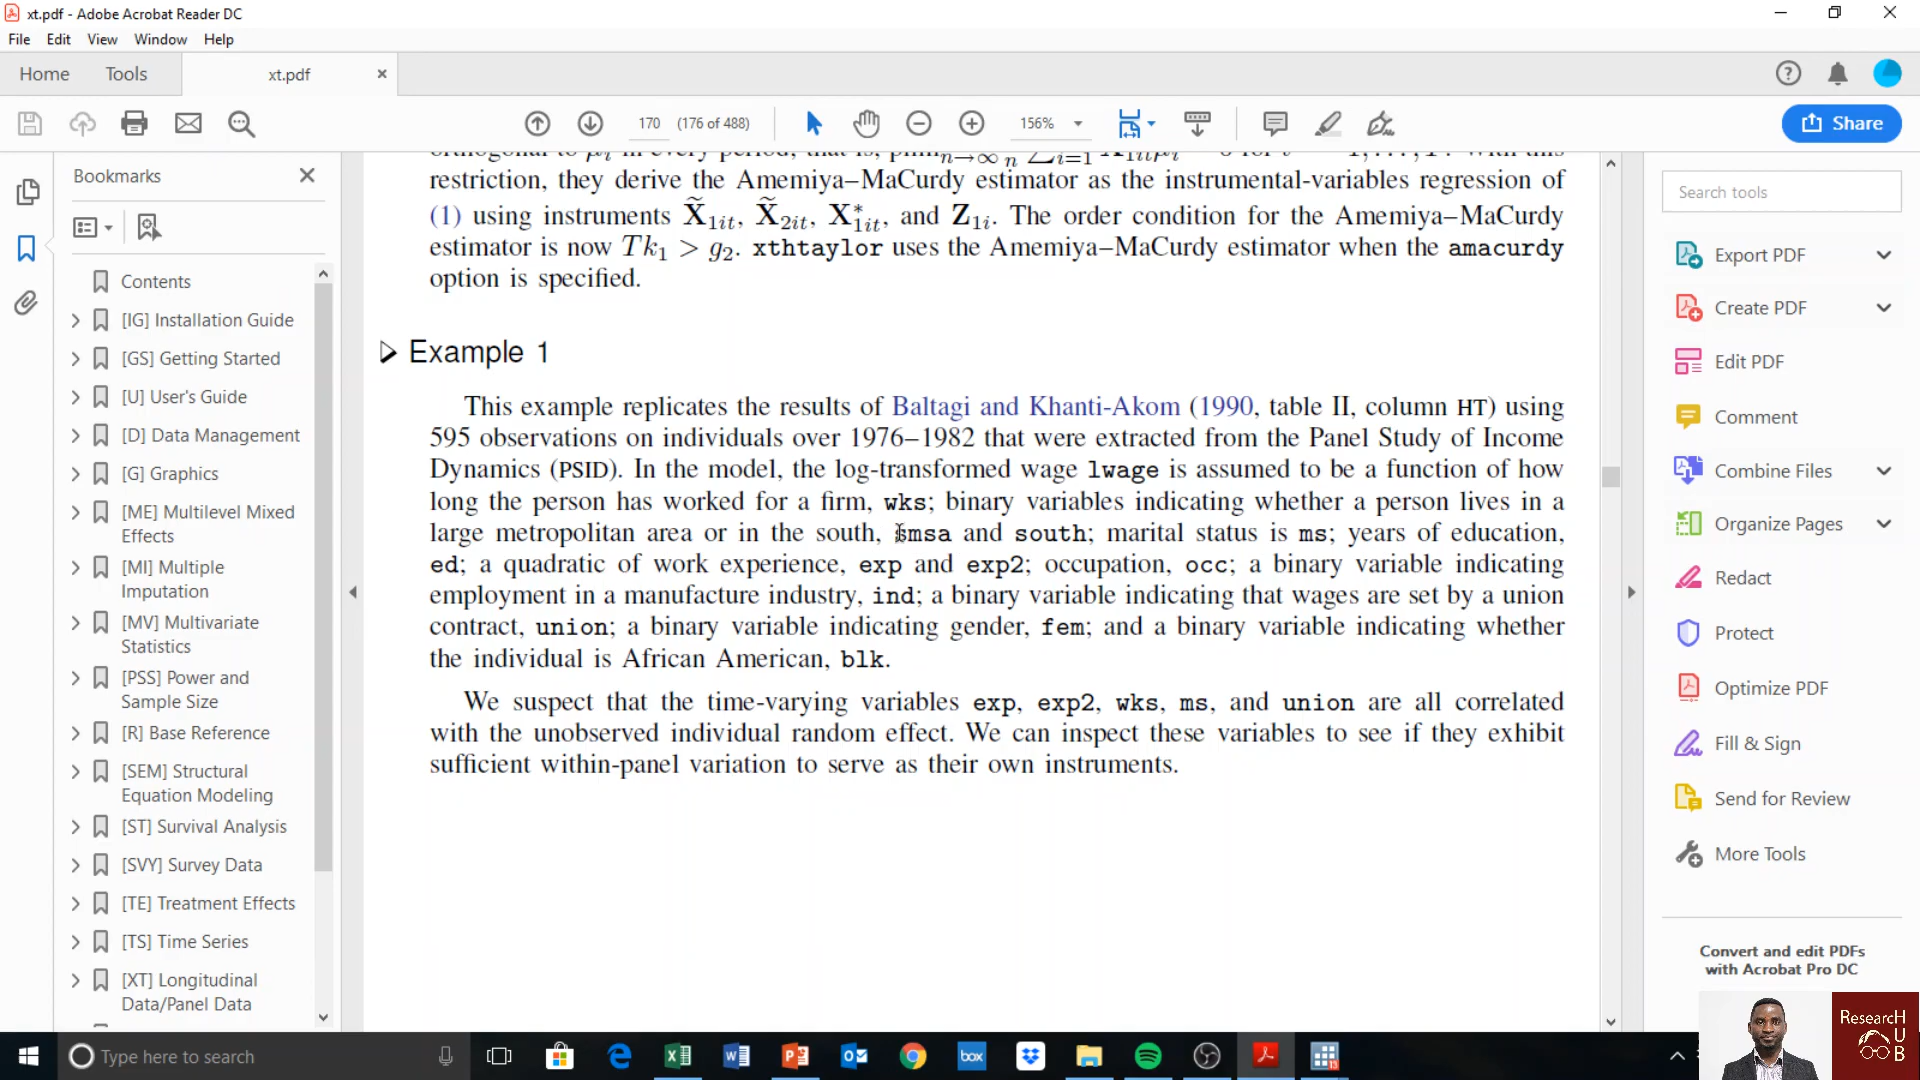 xt.pdf - Adobe Acrobat Reader DC
File Edit View Window Help
Home Tools xt.pdf
170 (176 of 488) 156% Share
Bookmarks
Contents
[IG] Installation Guide
[GS] Getting Started
[U] User's Guide
[D] Data Management
[G] Graphics
[ME] Multilevel Mixed
Effects
[MI] Multiple
Imputation
[MV] Multivariate
Statistics
[PSS] Power and
Sample Size
[R] Base Reference
[SEM] Structural
Equation Modeling
[ST] Survival Analysis
[SVY] Survey Data
[TE] Treatment Effects
[TS] Time Series
[XT] Longitudinal
Data/Panel Data
restriction, they derive the Amemiya–MaCurdy estimator as the instrumental-variables regression of
(1) using instruments X̃₁ᵢₜ, X̃₂ᵢₜ, X*₁ᵢₜ, and Z₁ᵢ. The order condition for the Amemiya–MaCurdy
estimator is now Tk₁ > g₂. xthtaylor uses the Amemiya–MaCurdy estimator when the amacurdy
option is specified.
Example 1
This example replicates the results of Baltagi and Khanti-Akom (1990, table II, column HT) using
595 observations on individuals over 1976–1982 that were extracted from the Panel Study of Income
Dynamics (PSID). In the model, the log-transformed wage lwage is assumed to be a function of how
long the person has worked for a firm, wks; binary variables indicating whether a person lives in a
large metropolitan area or in the south, smsa and south; marital status is ms; years of education,
ed; a quadratic of work experience, exp and exp2; occupation, occ; a binary variable indicating
employment in a manufacture industry, ind; a binary variable indicating that wages are set by a union
contract, union; a binary variable indicating gender, fem; and a binary variable indicating whether
the individual is African American, blk.
We suspect that the time-varying variables exp, exp2, wks, ms, and union are all correlated
with the unobserved individual random effect. We can inspect these variables to see if they exhibit
sufficient within-panel variation to serve as their own instruments.
Search tools
Export PDF
Create PDF
Edit PDF
Comment
Combine Files
Organize Pages
Redact
Protect
Optimize PDF
Fill & Sign
Send for Review
More Tools
Convert and edit PDFs
with Acrobat Pro DC
ResearcH
U
B
Type here to search
box